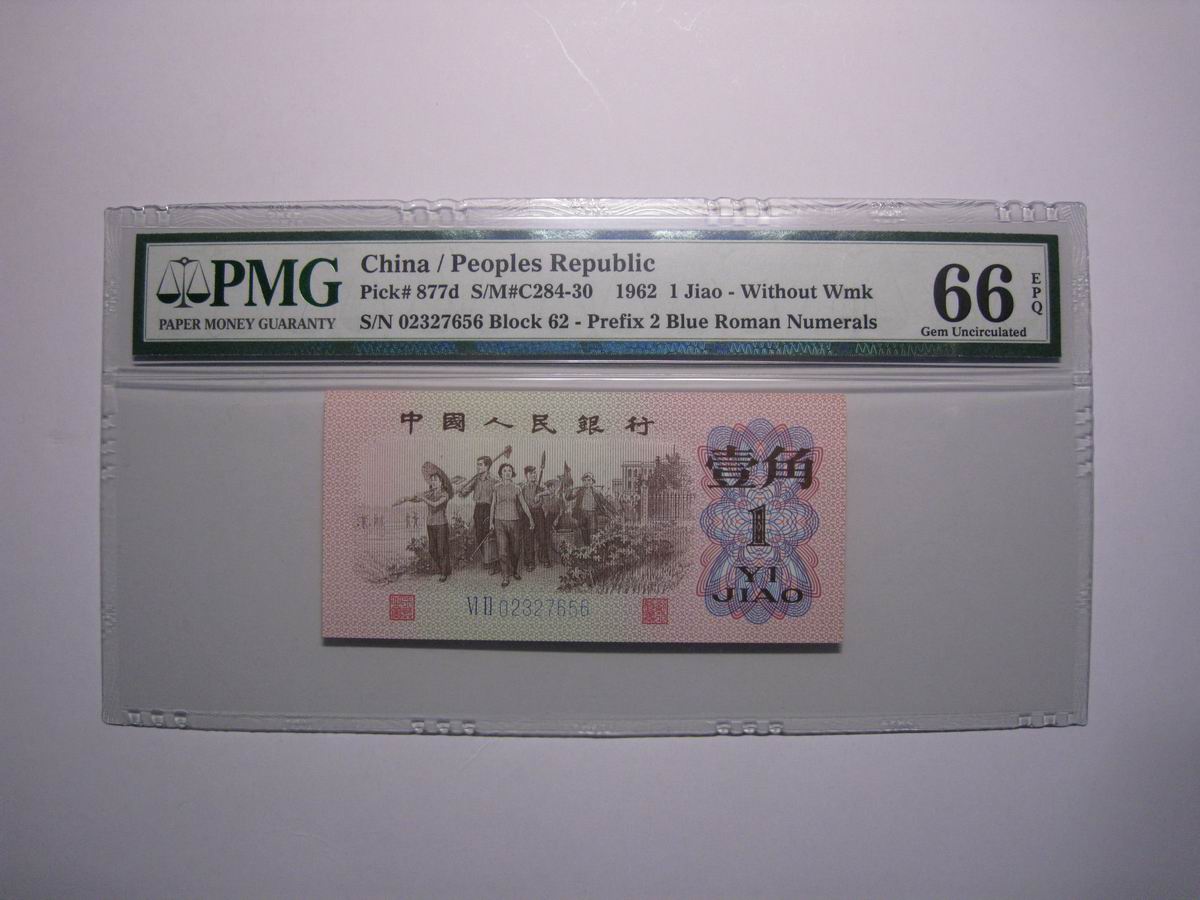 PMG
PAPER MONEY GUARANTY
China / Peoples Republic
Pick# 877d S/M#C284-30 1962 1 Jiao - Without Wmk
S/N 02327656 Block 62 - Prefix 2 Blue Roman Numerals
66
EPQ
Gem Uncirculated
中國人民銀行
壹角
1
YI
JIAO
VI II 02327656